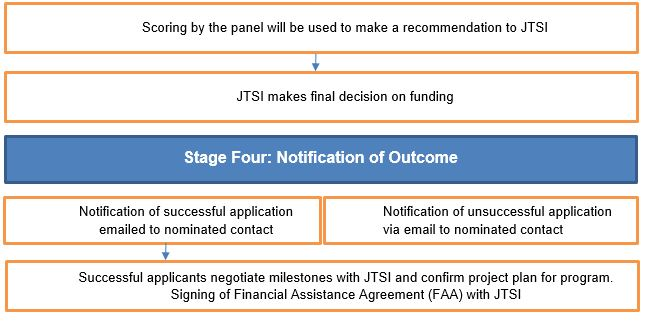 Scoring by the panel will be used to make a recommendation to JTSI
JTSI makes final decision on funding
Stage Four: Notification of Outcome
Notification of successful application
emailed to nominated contact
Notification of unsuccessful application
via email to nominated contact
Successful applicants negotiate milestones with JTSI and confirm project plan for program.
Signing of Financial Assistance Agreement (FAA) with JTSI